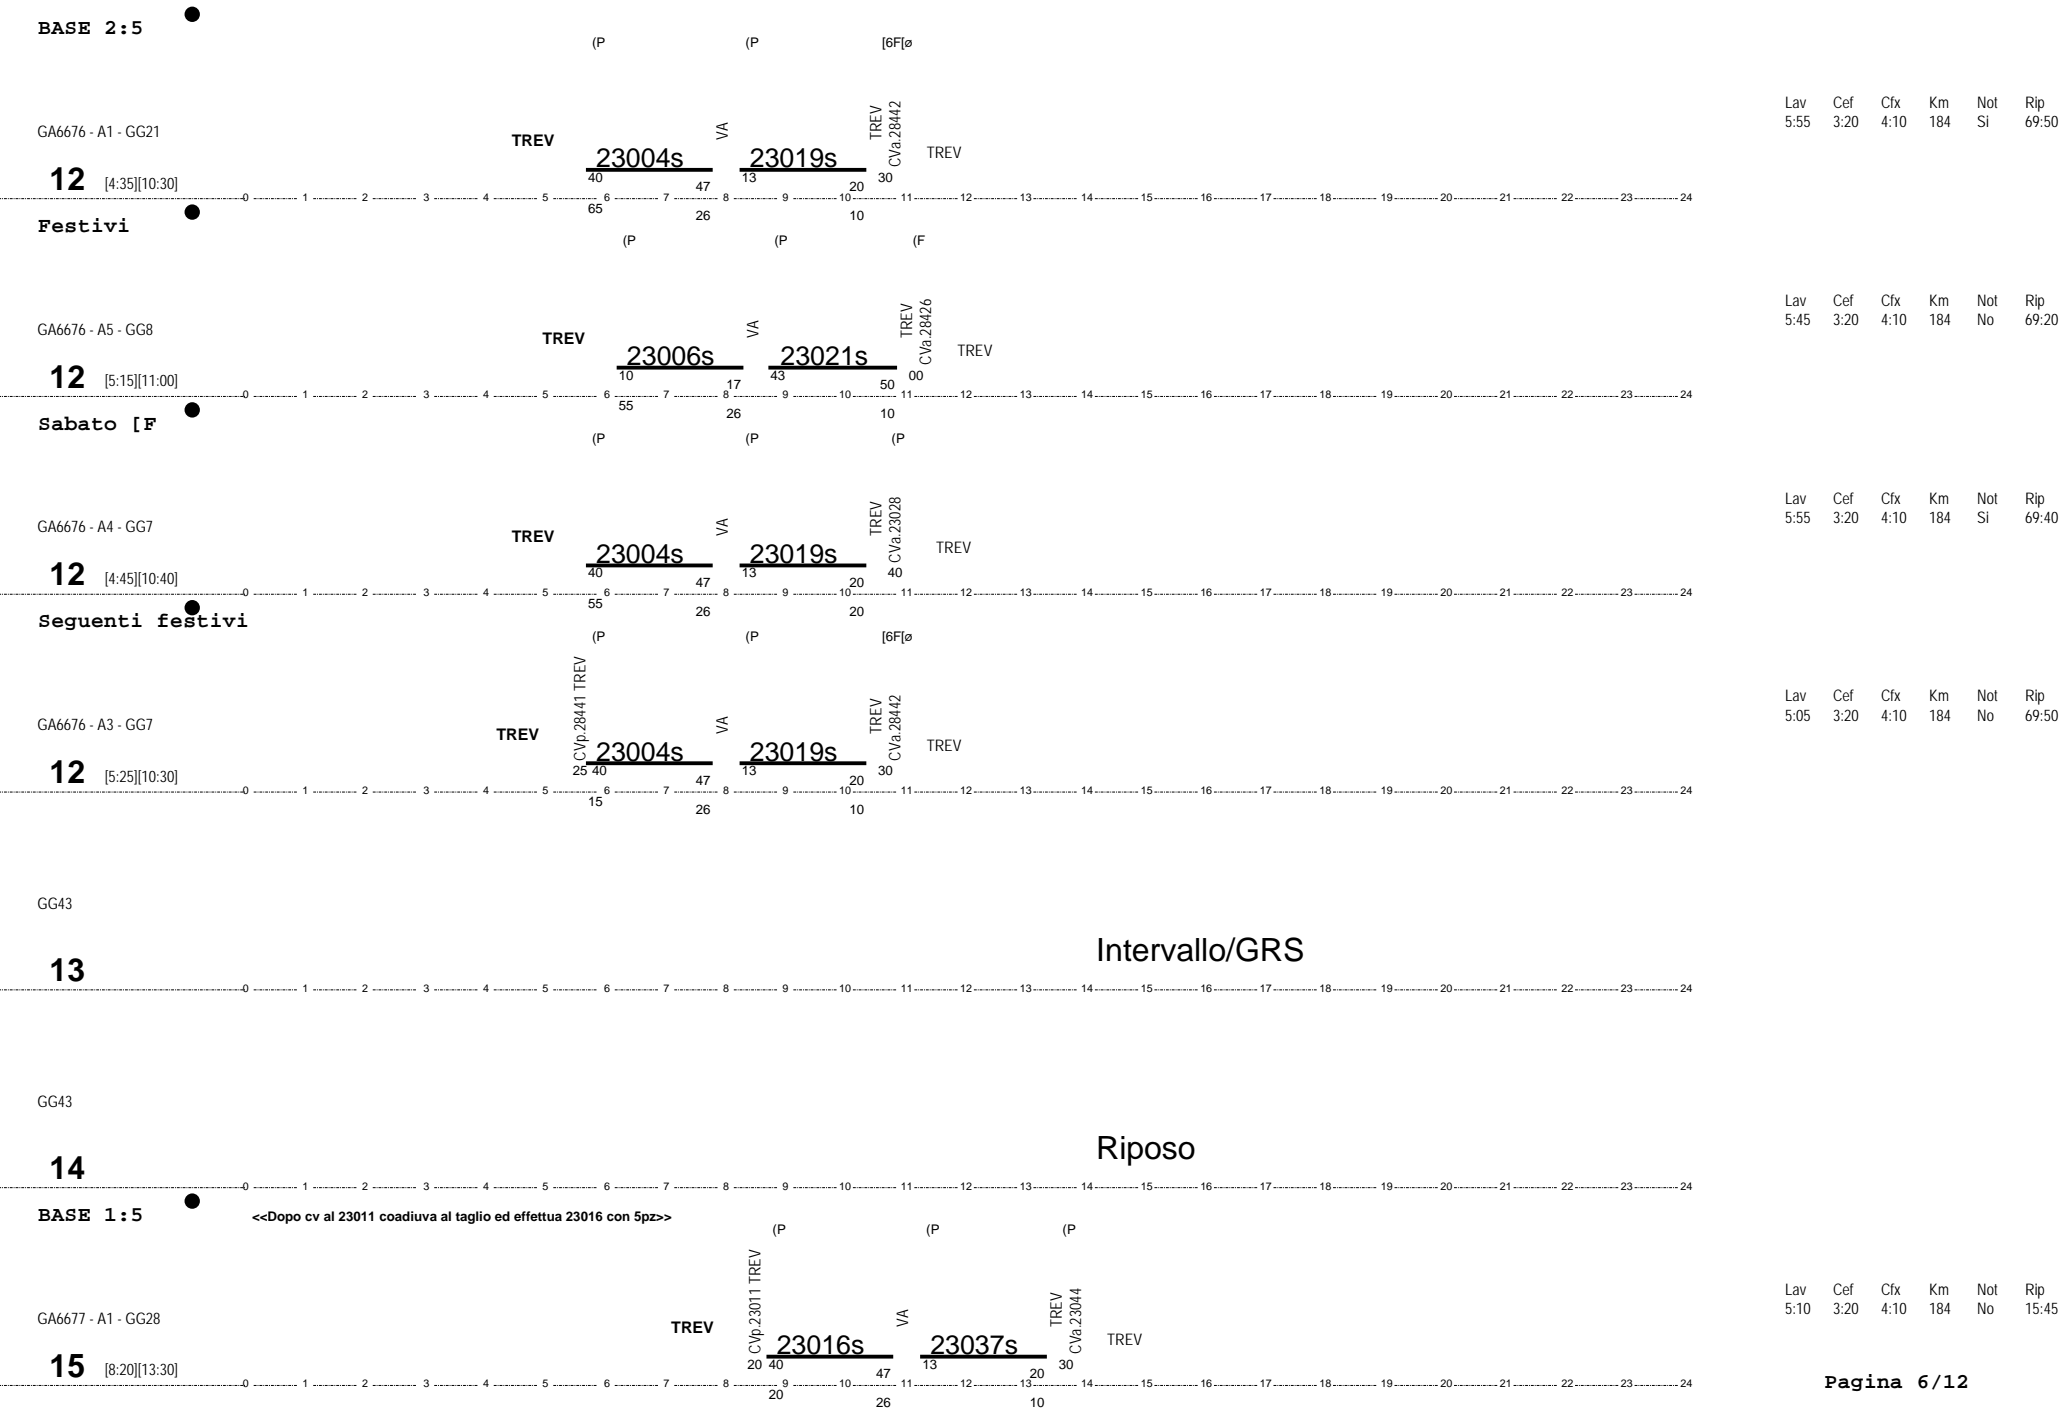 BASE 2:5
(P (P [6F[ø
Lav Cef Cfx Km Not Rip
5:55 3:20 4:10 184 Si 69:50
GA6676 - A1 - GG21
TREV VA TREV CVa.28442 TREV
23004s 23019s
12 [4:35][10:30]
40 47 13 20 30
0 1 2 3 4 5 6 7 8 9 10 11 12 13 14 15 16 17 18 19 20 21 22 23 24
65 26 10
Festivi
(P (P (F
Lav Cef Cfx Km Not Rip
5:45 3:20 4:10 184 No 69:20
GA6676 - A5 - GG8
TREV VA TREV CVa.28426 TREV
23006s 23021s
12 [5:15][11:00]
10 17 43 50 00
0 1 2 3 4 5 6 7 8 9 10 11 12 13 14 15 16 17 18 19 20 21 22 23 24
55 26 10
Sabato [F
(P (P (P
Lav Cef Cfx Km Not Rip
5:55 3:20 4:10 184 Si 69:40
GA6676 - A4 - GG7
TREV VA TREV CVa.23028 TREV
23004s 23019s
12 [4:45][10:40]
40 47 13 20 40
0 1 2 3 4 5 6 7 8 9 10 11 12 13 14 15 16 17 18 19 20 21 22 23 24
55 26 20
Seguenti festivi
(P (P [6F[ø
Lav Cef Cfx Km Not Rip
5:05 3:20 4:10 184 No 69:50
GA6676 - A3 - GG7
TREV CVp.28441 TREV VA TREV CVa.28442 TREV
23004s 23019s
12 [5:25][10:30]
25 40 47 13 20 30
0 1 2 3 4 5 6 7 8 9 10 11 12 13 14 15 16 17 18 19 20 21 22 23 24
15 26 10
GG43
Intervallo/GRS
13
0 1 2 3 4 5 6 7 8 9 10 11 12 13 14 15 16 17 18 19 20 21 22 23 24
GG43
Riposo
14
0 1 2 3 4 5 6 7 8 9 10 11 12 13 14 15 16 17 18 19 20 21 22 23 24
BASE 1:5 <<Dopo cv al 23011 coadiuva al taglio ed effettua 23016 con 5pz>>
(P (P (P
Lav Cef Cfx Km Not Rip
5:10 3:20 4:10 184 No 15:45
GA6677 - A1 - GG28
TREV CVp.23011 TREV VA TREV CVa.23044 TREV
23016s 23037s
15 [8:20][13:30]
20 40 47 13 20 30
0 1 2 3 4 5 6 7 8 9 10 11 12 13 14 15 16 17 18 19 20 21 22 23 24
20 26 10
Pagina 6/12